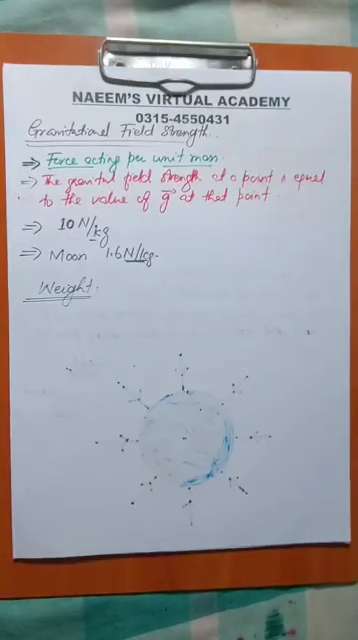 NAEEM'S VIRTUAL ACADEMY
0315-4550431
Gravitational Field Strength.
⇒ Force acting per unit mass.
⇒ The gravital field strength at a point is equal
to the value of g⃗ at that point.
⇒ 10 N/kg
⇒ Moon 1.6 N/kg.
Weight: